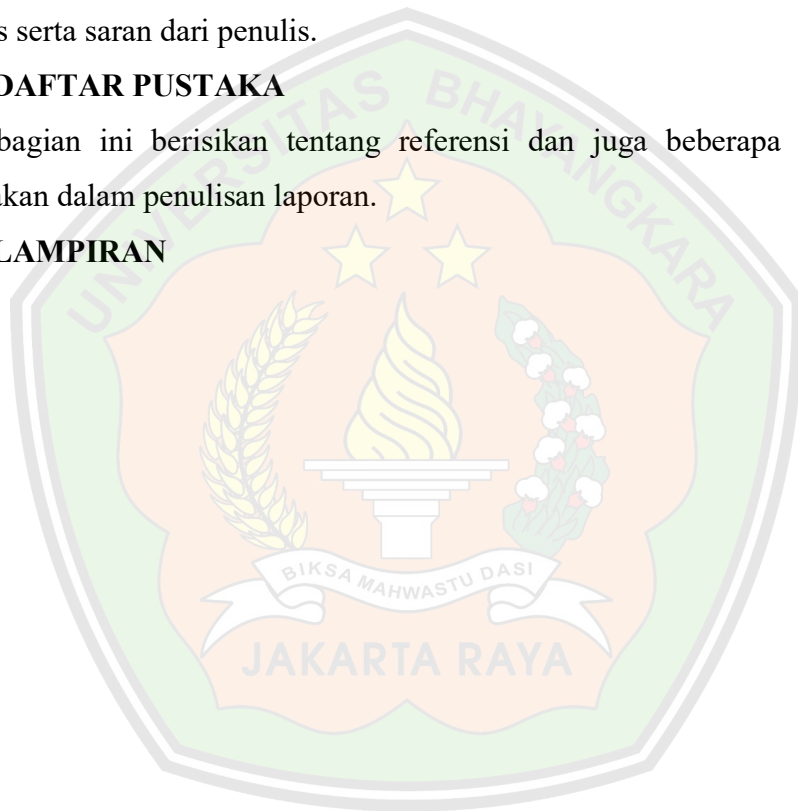 s serta saran dari penulis.
DAFTAR PUSTAKA
bagian ini berisikan tentang referensi dan juga beberapa
akan dalam penulisan laporan.
LAMPIRAN
UNIVERSITAS BHAYANGKARA
BIKSA MAHWASTU DASI
JAKARTA RAYA